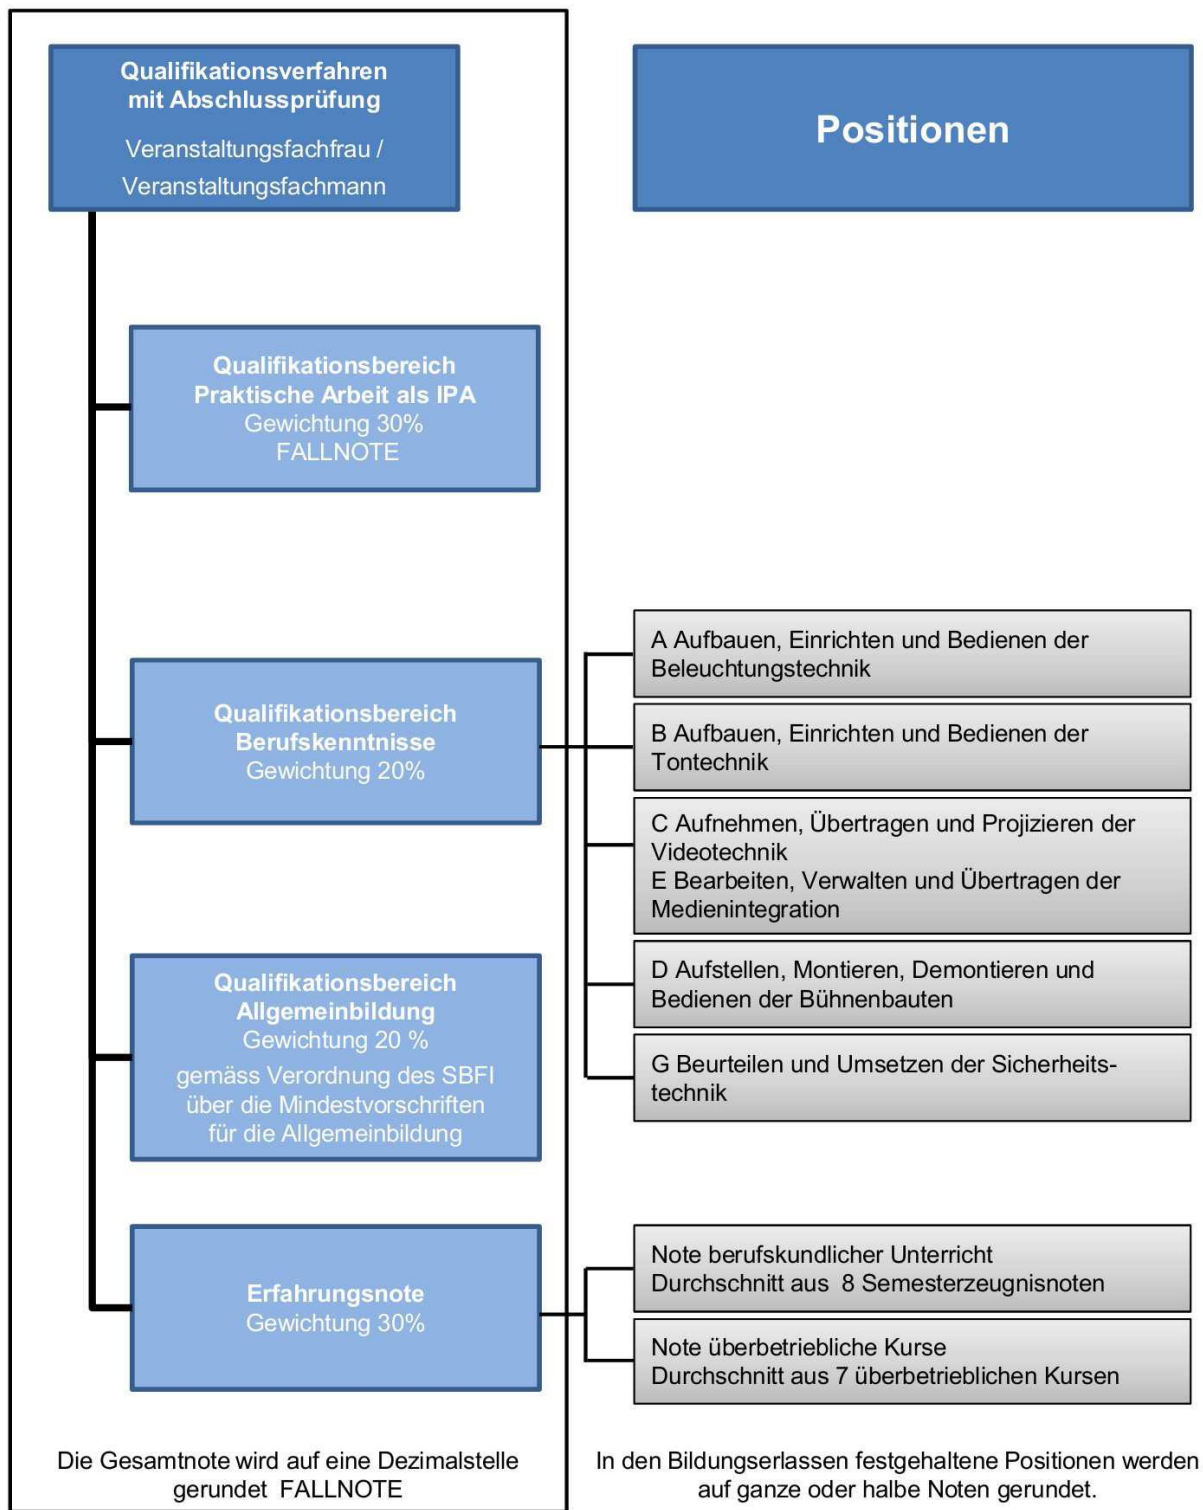 Qualifikationsverfahren
mit Abschlussprüfung
Veranstaltungsfachfrau /
Veranstaltungsfachmann
Positionen
Qualifikationsbereich
Praktische Arbeit als IPA
Gewichtung 30%
FALLNOTE
Qualifikationsbereich
Berufskenntnisse
Gewichtung 20%
A Aufbauen, Einrichten und Bedienen der
Beleuchtungstechnik
B Aufbauen, Einrichten und Bedienen der
Tontechnik
C Aufnehmen, Übertragen und Projizieren der
Videotechnik
E Bearbeiten, Verwalten und Übertragen der
Medienintegration
D Aufstellen, Montieren, Demontieren und
Bedienen der Bühnenbauten
G Beurteilen und Umsetzen der Sicherheits-
technik
Qualifikationsbereich
Allgemeinbildung
Gewichtung 20 %
gemäss Verordnung des SBFI
über die Mindestvorschriften
für die Allgemeinbildung
Erfahrungsnote
Gewichtung 30%
Note berufskundlicher Unterricht
Durchschnitt aus 8 Semesterzeugnisnoten
Note überbetriebliche Kurse
Durchschnitt aus 7 überbetrieblichen Kursen
Die Gesamtnote wird auf eine Dezimalstelle
gerundet FALLNOTE
In den Bildungserlassen festgehaltene Positionen werden
auf ganze oder halbe Noten gerundet.